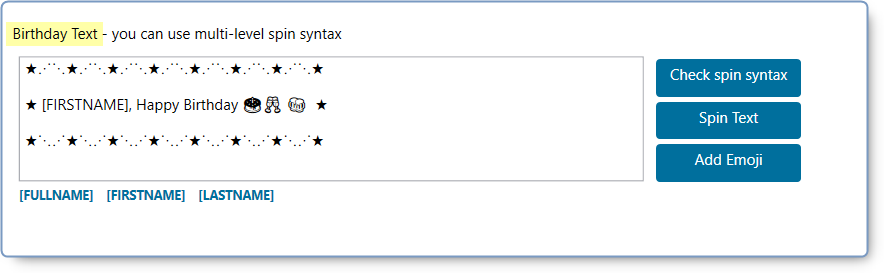 Birthday Text - you can use multi-level spin syntax
★.·´¯`·.★.·´¯`·.★.·´¯`·.★.·´¯`·.★.·´¯`·.★.·´¯`·.★.·´¯`·.★
★ [FIRSTNAME], Happy Birthday 🎂🥂🍻 ★
★`·.,.·´★`·.,.·´★`·.,.·´★`·.,.·´★`·.,.·´★`·.,.·´★`·.,.·´★
[FULLNAME] [FIRSTNAME] [LASTNAME]
Check spin syntax
Spin Text
Add Emoji